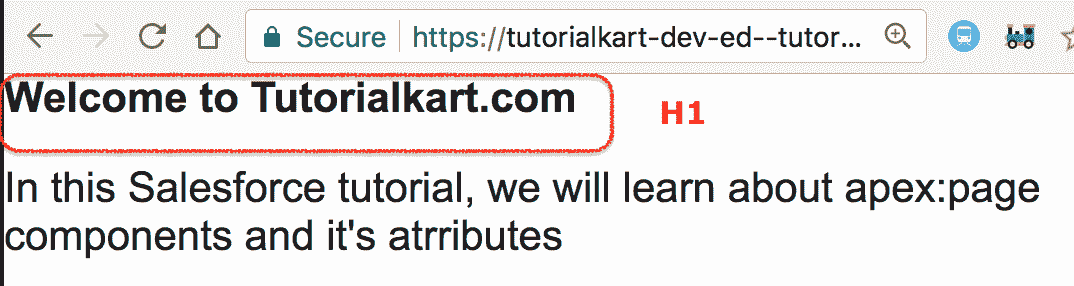 Secure https://tutorialkart-dev-ed--tutor...
Welcome to Tutorialkart.com
H1
In this Salesforce tutorial, we will learn about apex:page
components and it's atrributes